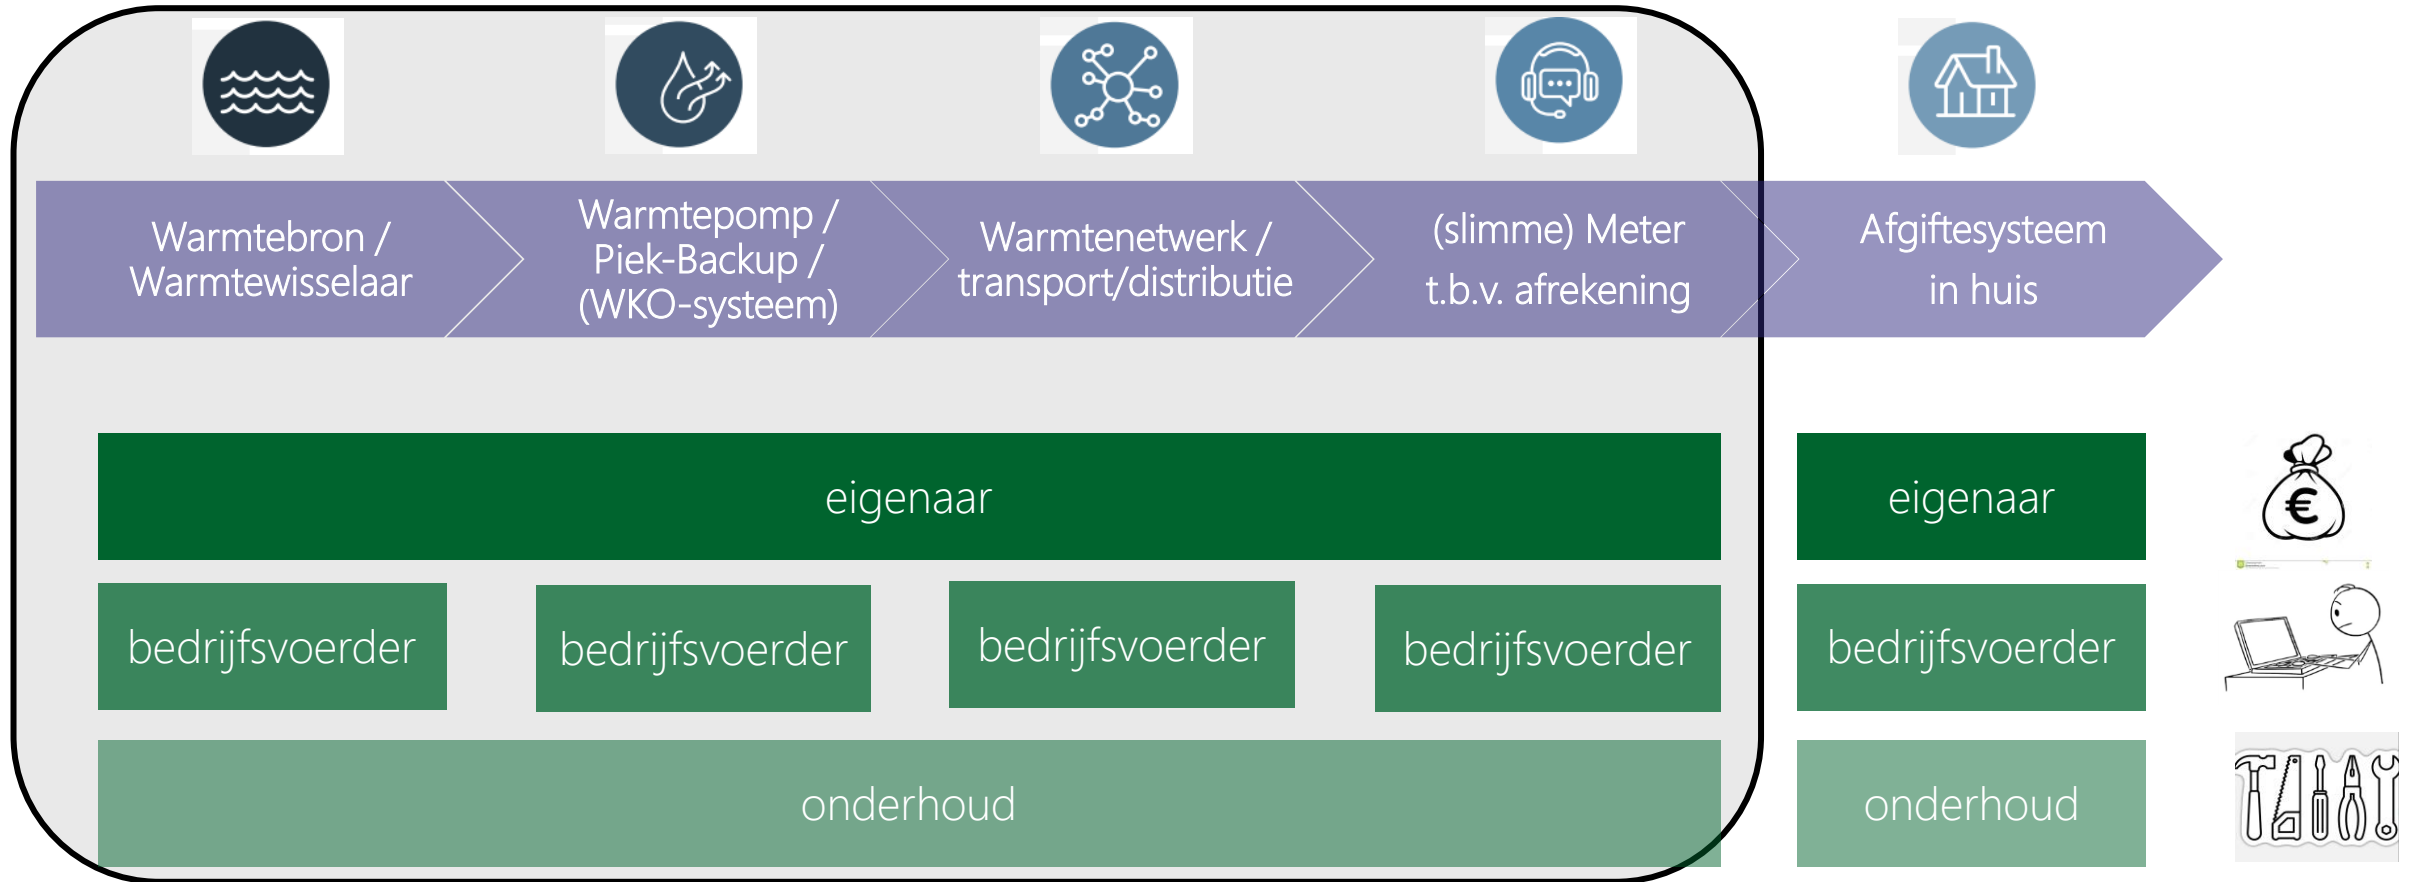 Warmtebron /
Warmtewisselaar
Warmtepomp /
Piek-Backup /
(WKO-systeem)
Warmtenetwerk /
transport/distributie
(slimme) Meter
t.b.v. afrekening
Afgiftesysteem
in huis
eigenaar
eigenaar
€
bedrijfsvoerder
bedrijfsvoerder
bedrijfsvoerder
bedrijfsvoerder
bedrijfsvoerder
onderhoud
onderhoud